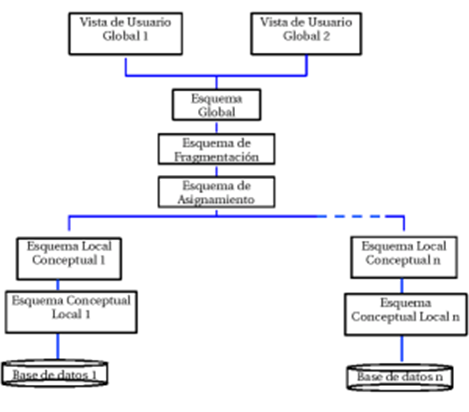 Vista de Usuario
Global 1
Vista de Usuario
Global 2
Esquema
Global
Esquema de
Fragmentación
Esquema de
Asignamiento
Esquema Local
Conceptual 1
Esquema Local
Conceptual n
Esquema Conceptual
Local 1
Esquema
Conceptual Local n
Base de datos 1
Base de datos n